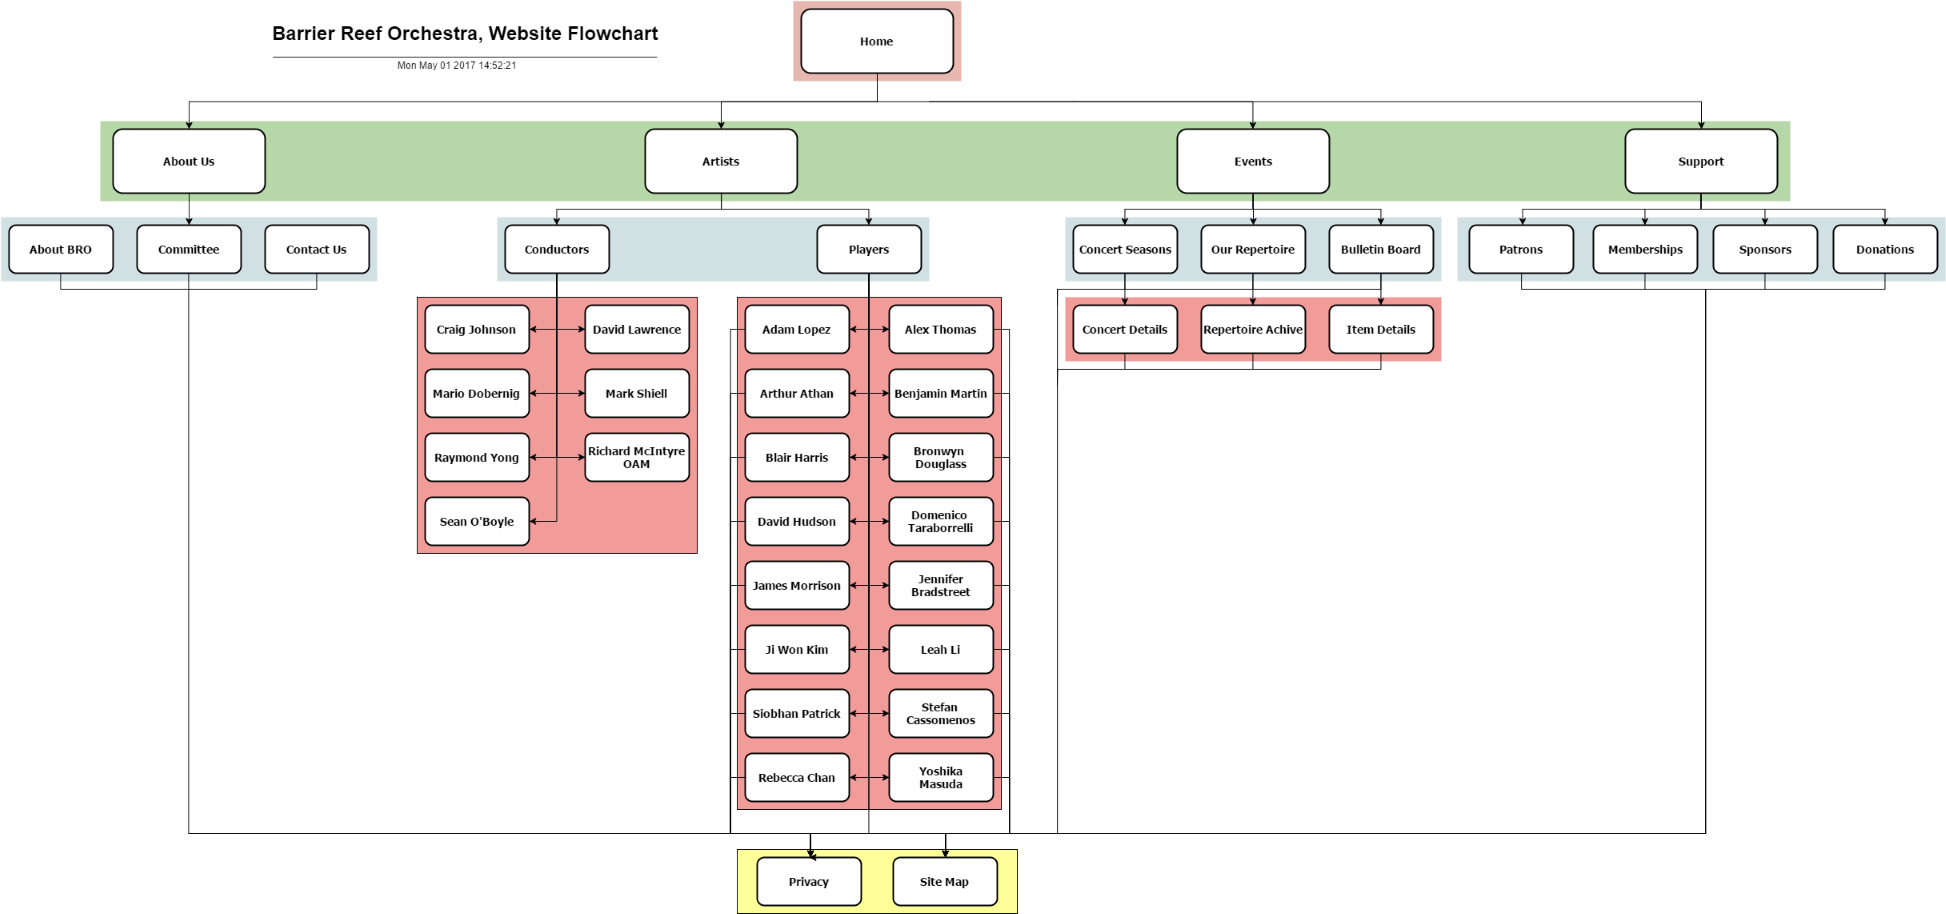 Barrier Reef Orchestra, Website Flowchart
Mon May 01 2017 14:52:21
Home
About Us
Artists
Events
Support
About BRO
Committee
Contact Us
Conductors
Players
Concert Seasons
Our Repertoire
Bulletin Board
Patrons
Memberships
Sponsors
Donations
Craig Johnson
David Lawrence
Adam Lopez
Alex Thomas
Concert Details
Repertoire Achive
Item Details
Mario Dobernig
Mark Shiell
Arthur Athan
Benjamin Martin
Raymond Yong
Richard McIntyre
OAM
Blair Harris
Bronwyn
Douglass
Sean O'Boyle
David Hudson
Domenico
Taraborrelli
James Morrison
Jennifer
Bradstreet
Ji Won Kim
Leah Li
Siobhan Patrick
Stefan
Cassomenos
Rebecca Chan
Yoshika
Masuda
Privacy
Site Map